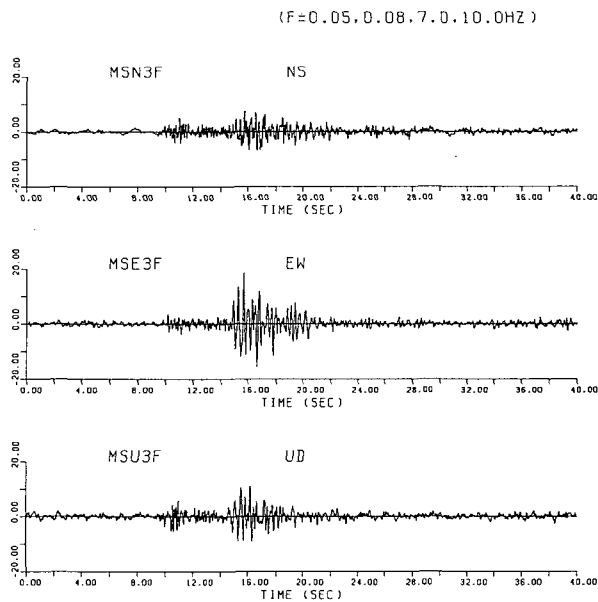 (F=0.05,0.08,7.0,10.0HZ)
MSN3F NS
20.00
0.00
-20.00
0.00 4.00 8.00 12.00 16.00 20.00 24.00 28.00 32.00 36.00 40.00
TIME (SEC)
MSE3F EW
20.00
0.00
-20.00
0.00 4.00 8.00 12.00 16.00 20.00 24.00 28.00 32.00 36.00 40.00
TIME (SEC)
MSU3F UD
20.00
0.00
-20.00
0.00 4.00 8.00 12.00 16.00 20.00 24.00 28.00 32.00 36.00 40.00
TIME (SEC)